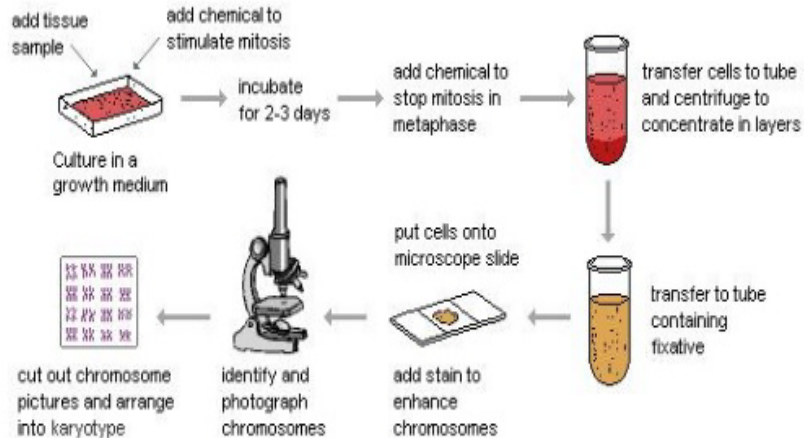 add tissue
sample
add chemical to
stimulate mitosis
Culture in a
growth medium
incubate
for 2-3 days
add chemical to
stop mitosis in
metaphase
transfer cells to tube
and centrifuge to
concentrate in layers
transfer to tube
containing
fixative
put cells onto
microscope slide
add stain to
enhance
chromosomes
identify and
photograph
chromosomes
cut out chromosome
pictures and arrange
into karyotype